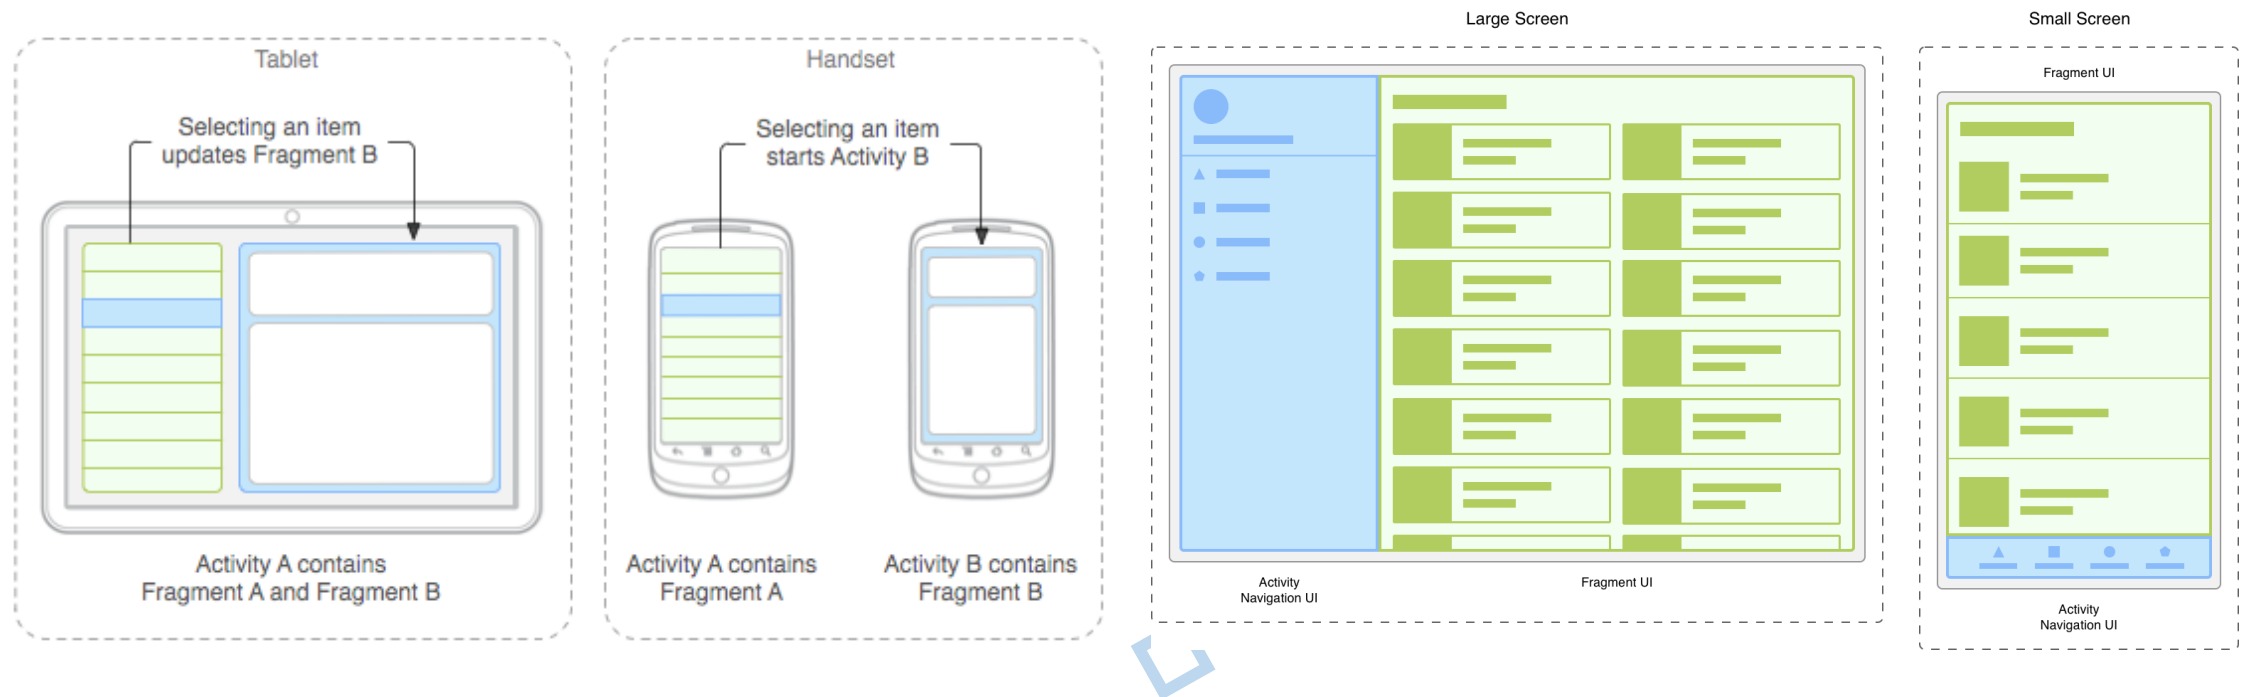 Tablet
Selecting an item
updates Fragment B
Activity A contains
Fragment A and Fragment B
Handset
Selecting an item
starts Activity B
Activity A contains
Fragment A
Activity B contains
Fragment B
Large Screen
Activity
Navigation UI
Fragment UI
Small Screen
Fragment UI
Activity
Navigation UI